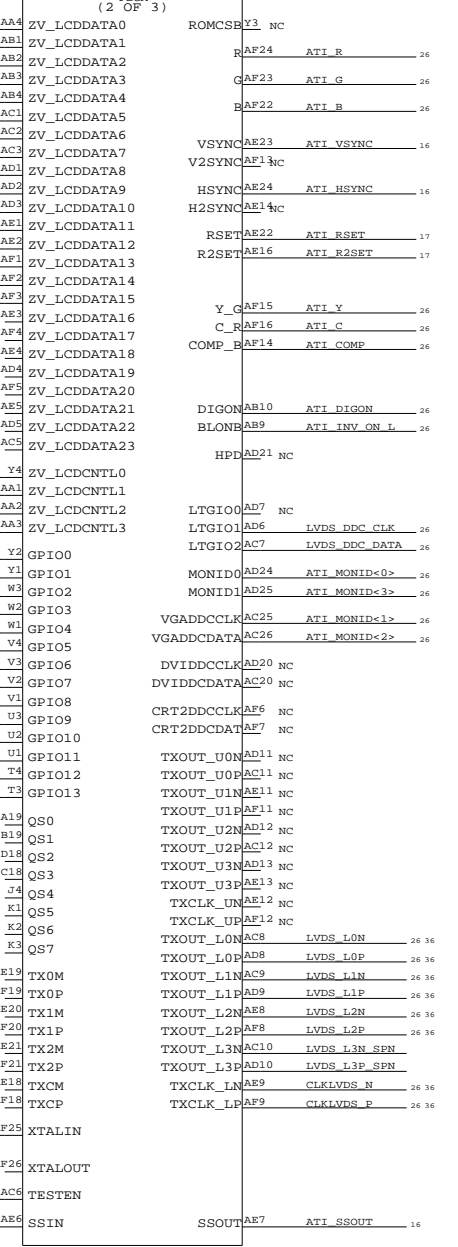 (2 OF 3)
AA4 ZV_LCDDATA0 ROMCSB Y3 NC
AB1 ZV_LCDDATA1
AB2 ZV_LCDDATA2 R AF24 ATI_R 26
AB3 ZV_LCDDATA3 G AF23 ATI_G 26
AB4 ZV_LCDDATA4 B AF22 ATI_B 26
AC1 ZV_LCDDATA5
AC2 ZV_LCDDATA6
AC3 ZV_LCDDATA7 VSYNC AE23 ATI_VSYNC 16
AD1 ZV_LCDDATA8 V2SYNC AF13 NC
AD2 ZV_LCDDATA9 HSYNC AE24 ATI_HSYNC 16
AD3 ZV_LCDDATA10 H2SYNC AE14 NC
AE1 ZV_LCDDATA11 RSET AE22 ATI_RSET 17
AE2 ZV_LCDDATA12 R2SET AE16 ATI_R2SET 17
AF1 ZV_LCDDATA13
AF2 ZV_LCDDATA14
AF3 ZV_LCDDATA15 Y_G AF15 ATI_Y 26
AE3 ZV_LCDDATA16 C_R AF16 ATI_C 26
AF4 ZV_LCDDATA17 COMP_B AF14 ATI_COMP 26
AE4 ZV_LCDDATA18
AD4 ZV_LCDDATA19
AF5 ZV_LCDDATA20
AE5 ZV_LCDDATA21 DIGON AB10 ATI_DIGON 26
AD5 ZV_LCDDATA22 BLONB AB9 ATI_INV_ON_L 26
AC5 ZV_LCDDATA23 HPD AD21 NC
Y4 ZV_LCDCNTL0
AA1 ZV_LCDCNTL1
AA2 ZV_LCDCNTL2 LTGIO0 AD7 NC
AA3 ZV_LCDCNTL3 LTGIO1 AD6 LVDS_DDC_CLK 26
Y2 GPIO0 LTGIO2 AC7 LVDS_DDC_DATA 26
Y1 GPIO1 MONID0 AD24 ATI_MONID<0> 26
W3 GPIO2 MONID1 AD25 ATI_MONID<3> 26
W2 GPIO3
W1 GPIO4 VGADDCCLK AC25 ATI_MONID<1> 26
V4 GPIO5 VGADDCDATA AC26 ATI_MONID<2> 26
V3 GPIO6 DVIDDCCLK AD20 NC
V2 GPIO7 DVIDDCDATA AC20 NC
V1 GPIO8
U3 GPIO9 CRT2DDCCLK AF6 NC
U2 GPIO10 CRT2DDCDAT AF7 NC
U1 GPIO11 TXOUT_U0N AD11 NC
T4 GPIO12 TXOUT_U0P AC11 NC
T3 GPIO13 TXOUT_U1N AE11 NC
TXOUT_U1P AF11 NC
A19 QS0 TXOUT_U2N AD12 NC
B19 QS1 TXOUT_U2P AC12 NC
D18 QS2 TXOUT_U3N AD13 NC
C18 QS3 TXOUT_U3P AE13 NC
J4 QS4 TXCLK_UN AE12 NC
K1 QS5 TXCLK_UP AF12 NC
K2 QS6 TXOUT_L0N AC8 LVDS_L0N 26 36
K3 QS7 TXOUT_L0P AD8 LVDS_L0P 26 36
E19 TX0M TXOUT_L1N AC9 LVDS_L1N 26 36
F19 TX0P TXOUT_L1P AD9 LVDS_L1P 26 36
E20 TX1M TXOUT_L2N AE8 LVDS_L2N 26 36
F20 TX1P TXOUT_L2P AF8 LVDS_L2P 26 36
E21 TX2M TXOUT_L3N AC10 LVDS_L3N_SPN
F21 TX2P TXOUT_L3P AD10 LVDS_L3P_SPN
E18 TXCM TXCLK_LN AE9 CLKLVDS_N 26 36
F18 TXCP TXCLK_LP AF9 CLKLVDS_P 26 36
F25 XTALIN
F26 XTALOUT
AC6 TESTEN
AE6 SSIN SSOUT AE7 ATI_SSOUT 16